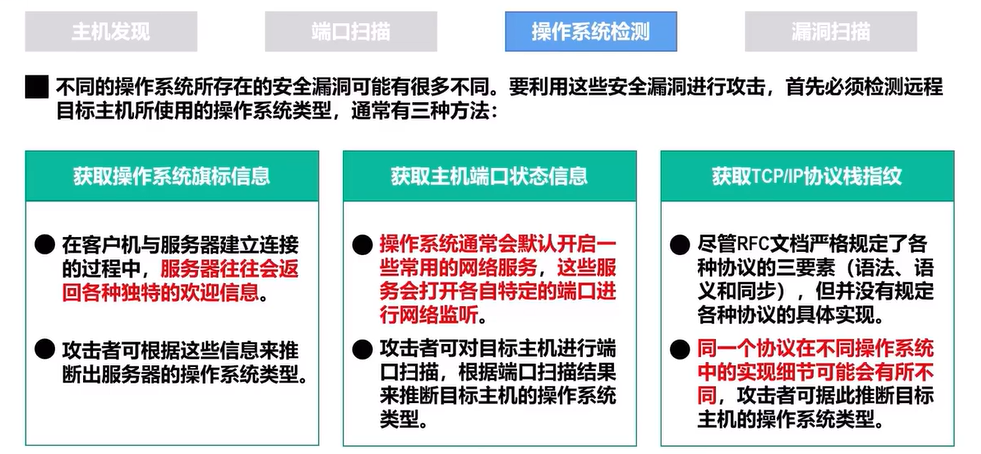 主机发现
端口扫描
操作系统检测
漏洞扫描
不同的操作系统所存在的安全漏洞可能有很多不同。要利用这些安全漏洞进行攻击，首先必须检测远程
目标主机所使用的操作系统类型，通常有三种方法：
获取操作系统旗标信息
在客户机与服务器建立连接
的过程中，服务器往往会返
回各种独特的欢迎信息。
攻击者可根据这些信息来推
断出服务器的操作系统类型。
获取主机端口状态信息
操作系统通常会默认开启一
些常用的网络服务，这些服
务会打开各自特定的端口进
行网络监听。
攻击者可对目标主机进行端
口扫描，根据端口扫描结果
来推断目标主机的操作系统
类型。
获取TCP/IP协议栈指纹
尽管RFC文档严格规定了各
种协议的三要素（语法、语
义和同步），但并没有规定
各种协议的具体实现。
同一个协议在不同操作系统
中的实现细节可能会有所不
同，攻击者可据此推断目标
主机的操作系统类型。